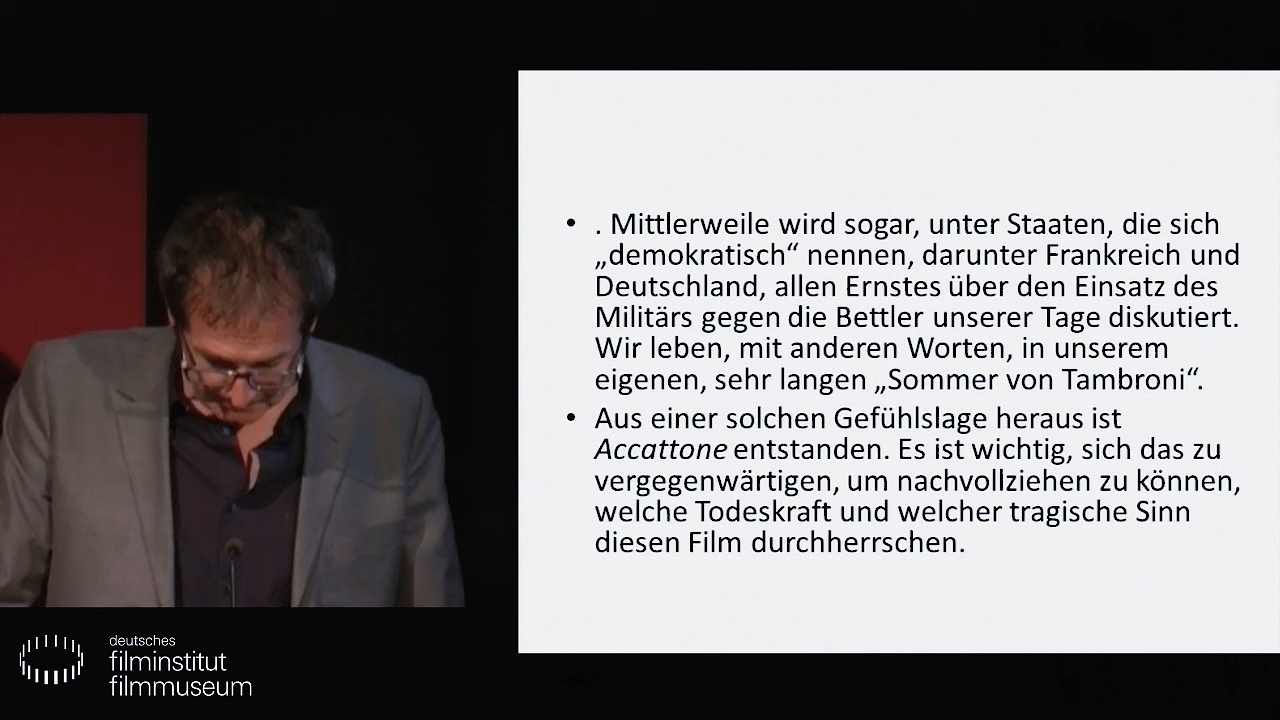 • . Mittlerweile wird sogar, unter Staaten, die sich
„demokratisch“ nennen, darunter Frankreich und
Deutschland, allen Ernstes über den Einsatz des
Militärs gegen die Bettler unserer Tage diskutiert.
Wir leben, mit anderen Worten, in unserem
eigenen, sehr langen „Sommer von Tambroni“.
• Aus einer solchen Gefühlslage heraus ist
Accattone entstanden. Es ist wichtig, sich das zu
vergegenwärtigen, um nachvollziehen zu können,
welche Todeskraft und welcher tragische Sinn
diesen Film durchherrschen.
deutsches
filminstitut
filmmuseum